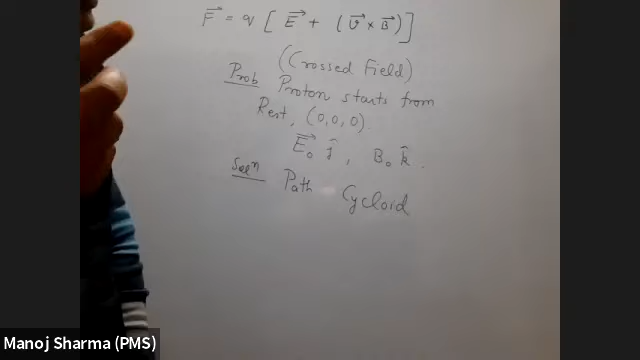 F⃗ = q [ E⃗ + (v⃗ × B⃗) ]
(Crossed Field)
Prob Proton starts from
Rest, (0,0,0).
E⃗₀ ĵ , B₀ k̂ .
Solⁿ Path Cycloid
Manoj Sharma (PMS)